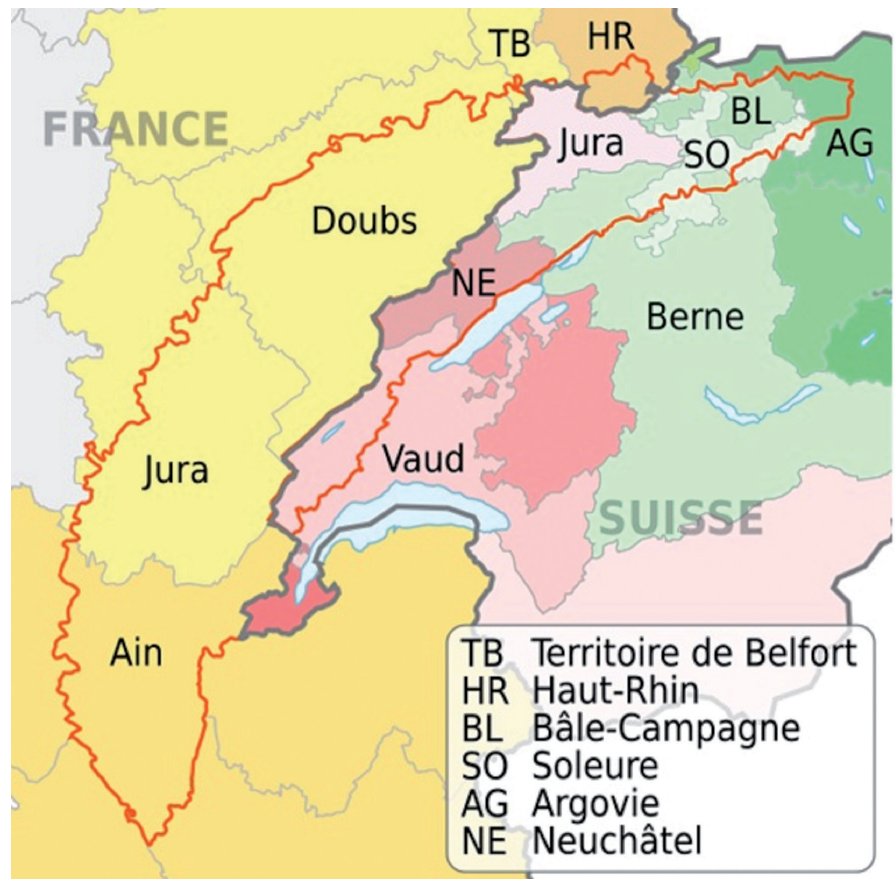 TB
HR
FRANCE
BL
Jura
SO
AG
Doubs
NE
Berne
Vaud
Jura
SUISSE
Ain
TB Territoire de Belfort
HR Haut-Rhin
BL Bâle-Campagne
SO Soleure
AG Argovie
NE Neuchâtel